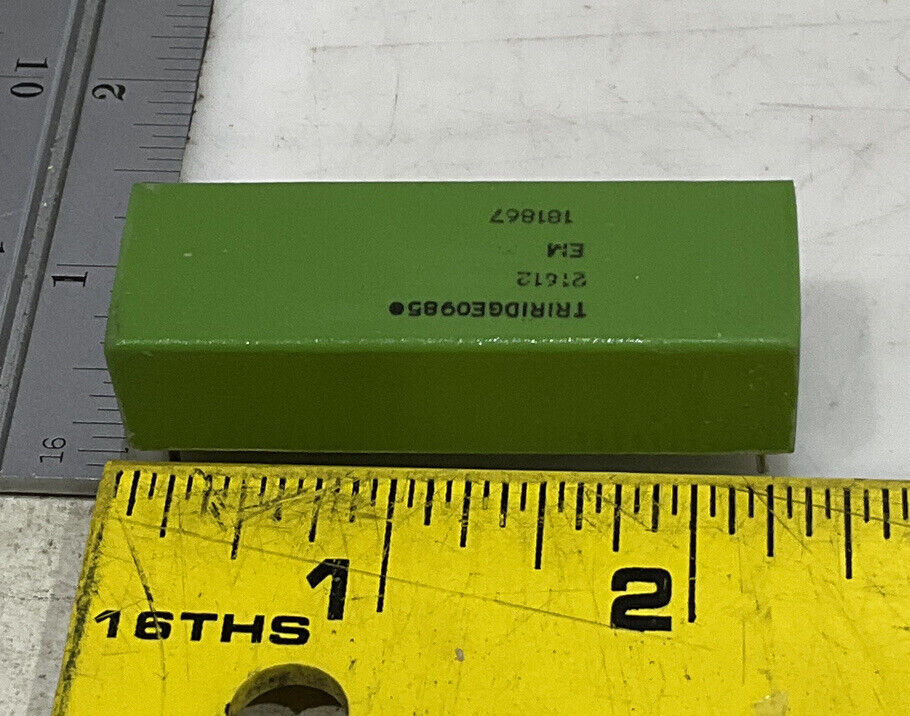 TRIRIDGE0985●
21612
EM
181867
10
2
1
16
1
2
16THS